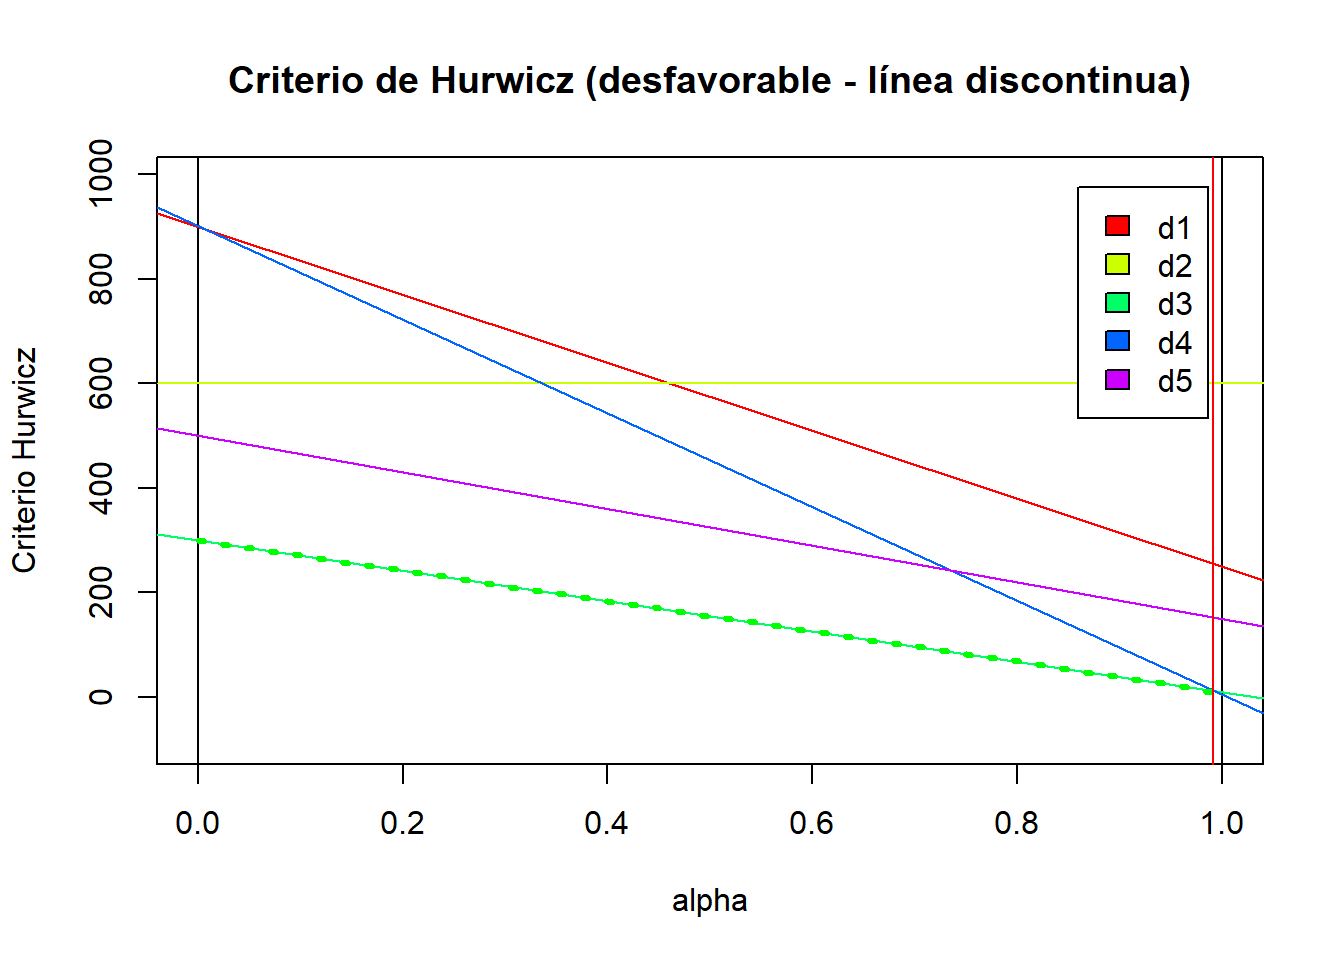 Criterio de Hurwicz (desfavorable - línea discontinua)
Criterio Hurwicz
1000
800
600
400
200
0
d1
d2
d3
d4
d5
0.0 0.2 0.4 0.6 0.8 1.0
alpha